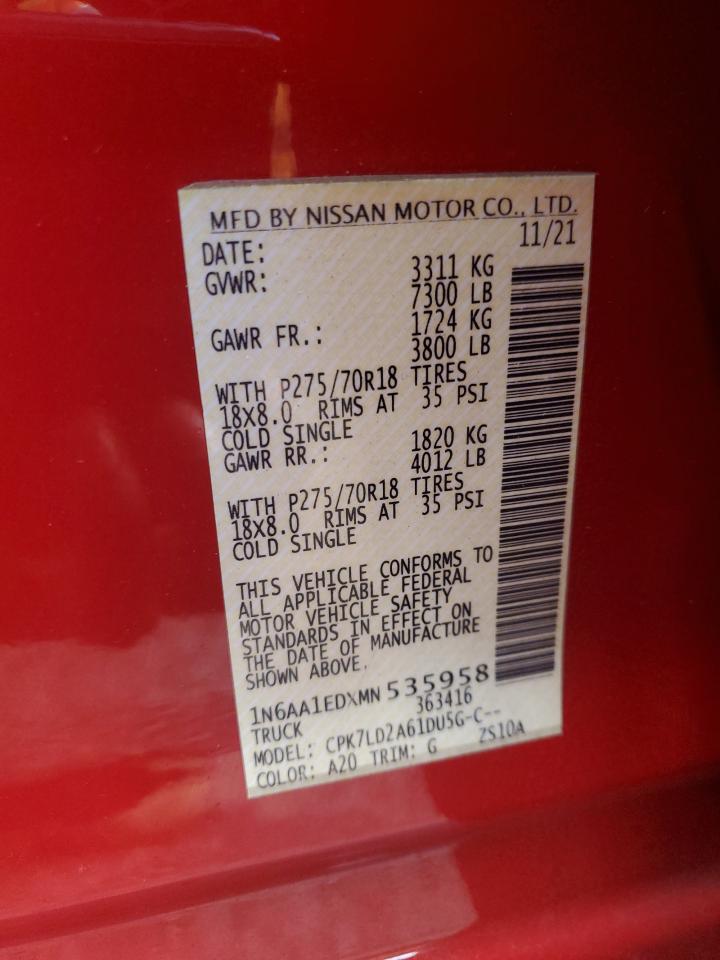 MFD BY NISSAN MOTOR CO., LTD.
DATE: 11/21
GVWR: 3311 KG
7300 LB
GAWR FR.: 1724 KG
3800 LB
WITH P275/70R18 TIRES
18X8.0 RIMS AT 35 PSI
COLD SINGLE
GAWR RR.: 1820 KG
4012 LB
WITH P275/70R18 TIRES
18X8.0 RIMS AT 35 PSI
COLD SINGLE
THIS VEHICLE CONFORMS TO
ALL APPLICABLE FEDERAL
MOTOR VEHICLE SAFETY
STANDARDS IN EFFECT ON
THE DATE OF MANUFACTURE
SHOWN ABOVE.
1N6AA1EDXMN 535958
TRUCK 363416
MODEL: CPK7LD2A61DU5G-C--
COLOR: A20 TRIM: G ZS10A